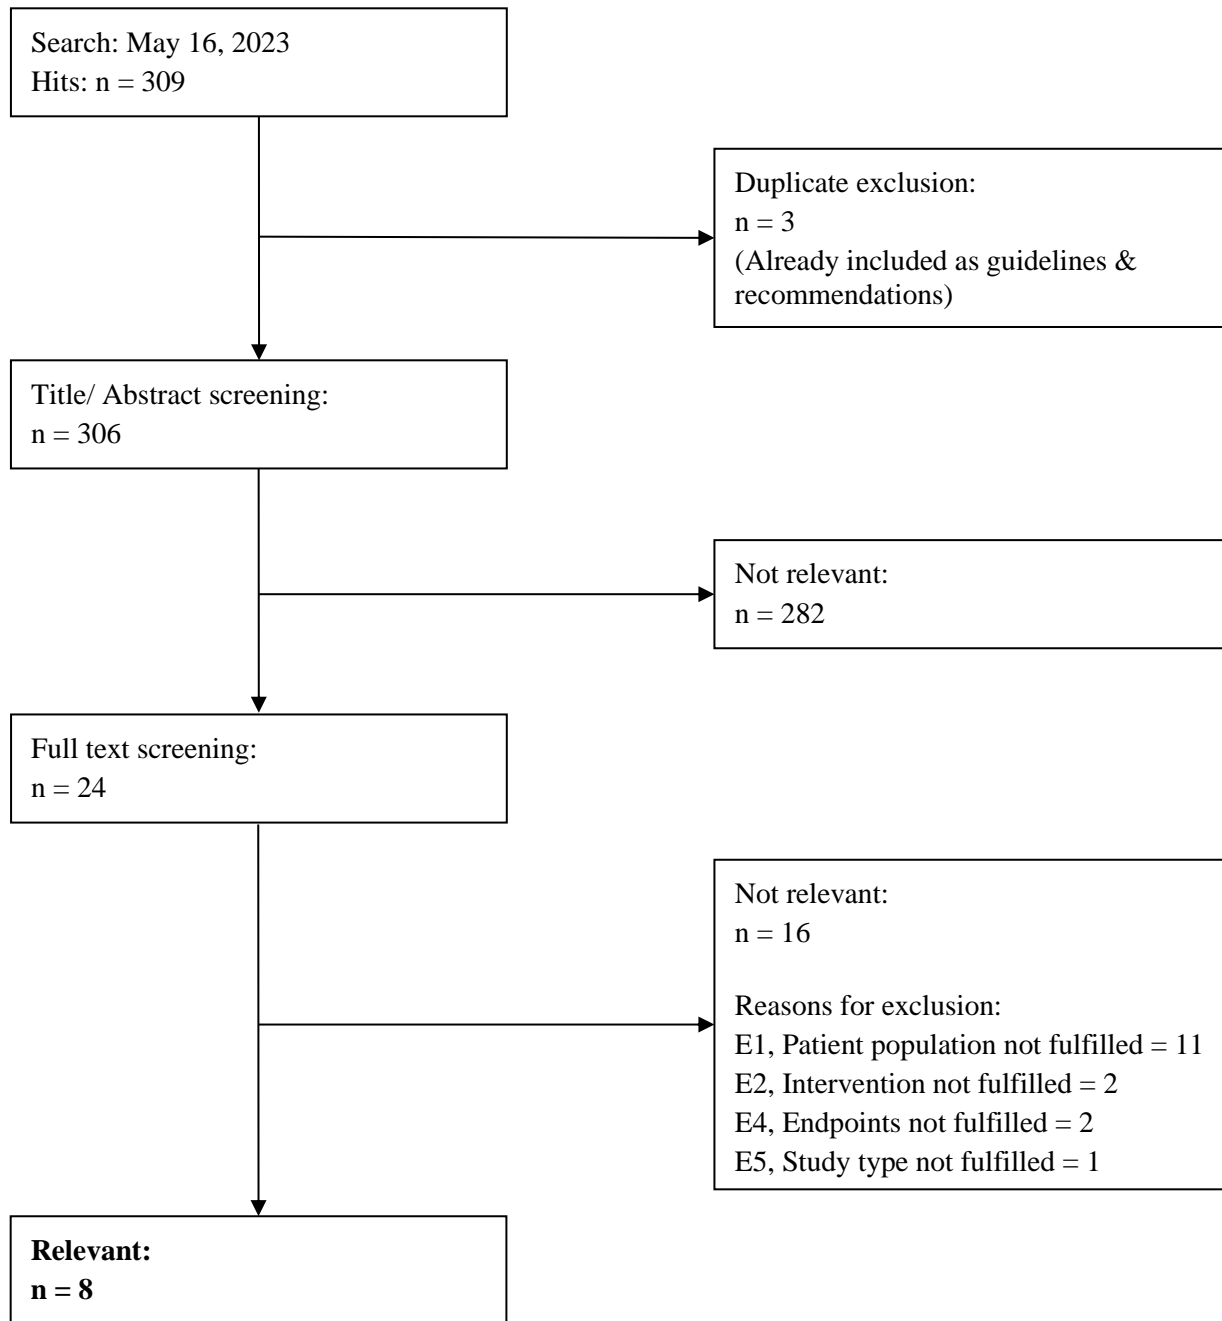 Search: May 16, 2023
Hits: n = 309
Duplicate exclusion:
n = 3
(Already included as guidelines &
recommendations)
Title/ Abstract screening:
n = 306
Not relevant:
n = 282
Full text screening:
n = 24
Not relevant:
n = 16
Reasons for exclusion:
E1, Patient population not fulfilled = 11
E2, Intervention not fulfilled = 2
E4, Endpoints not fulfilled = 2
E5, Study type not fulfilled = 1
Relevant:
n = 8